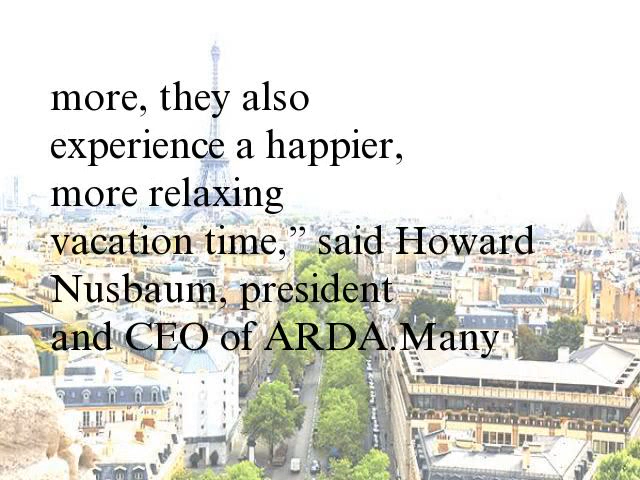 more, they also
experience a happier,
more relaxing
vacation time,” said Howard
Nusbaum, president
and CEO of ARDA.Many